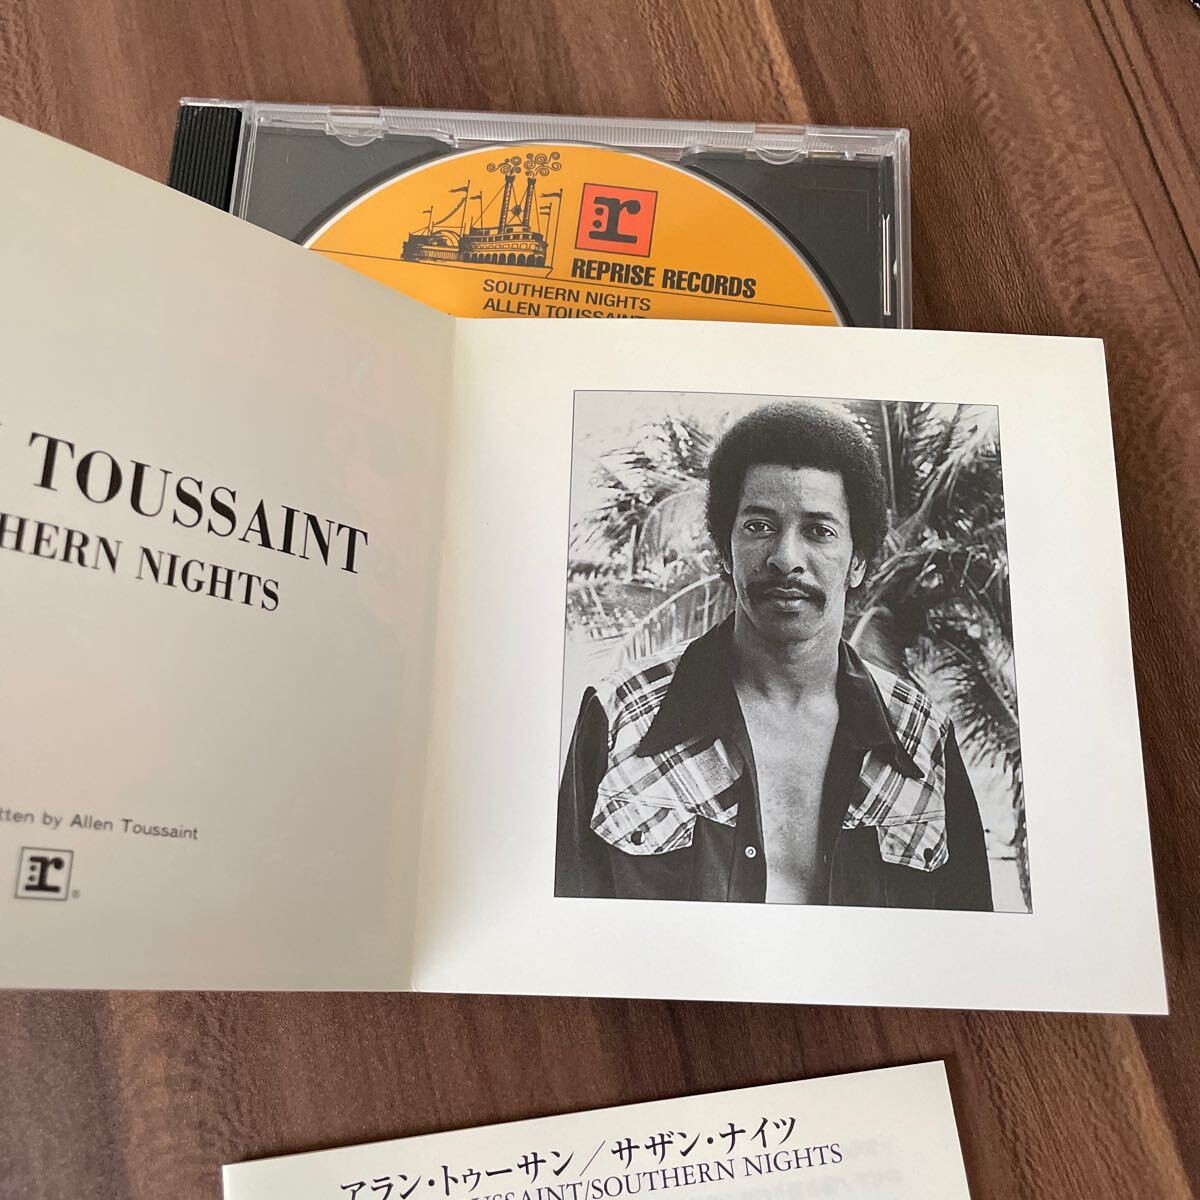 r
REPRISE RECORDS
SOUTHERN NIGHTS
ALLEN TOUSSAINT
TOUSSAINT
HERN NIGHTS
tten by Allen Toussaint
r ®
アラン・トゥーサン／サザン・ナイツ
USSAINT/SOUTHERN NIGHTS